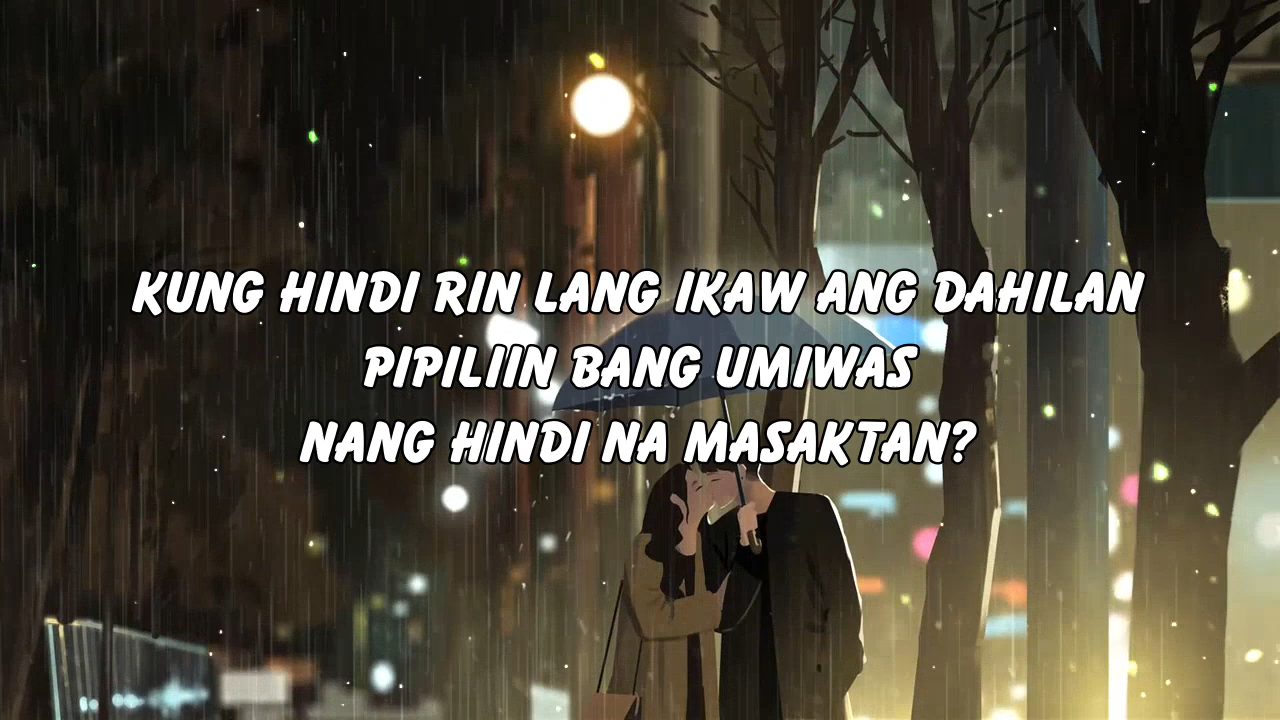 KUNG HINDI RIN LANG IKAW ANG DAHILAN
PIPILIIN BANG UMIWAS
NANG HINDI NA MASAKTAN?